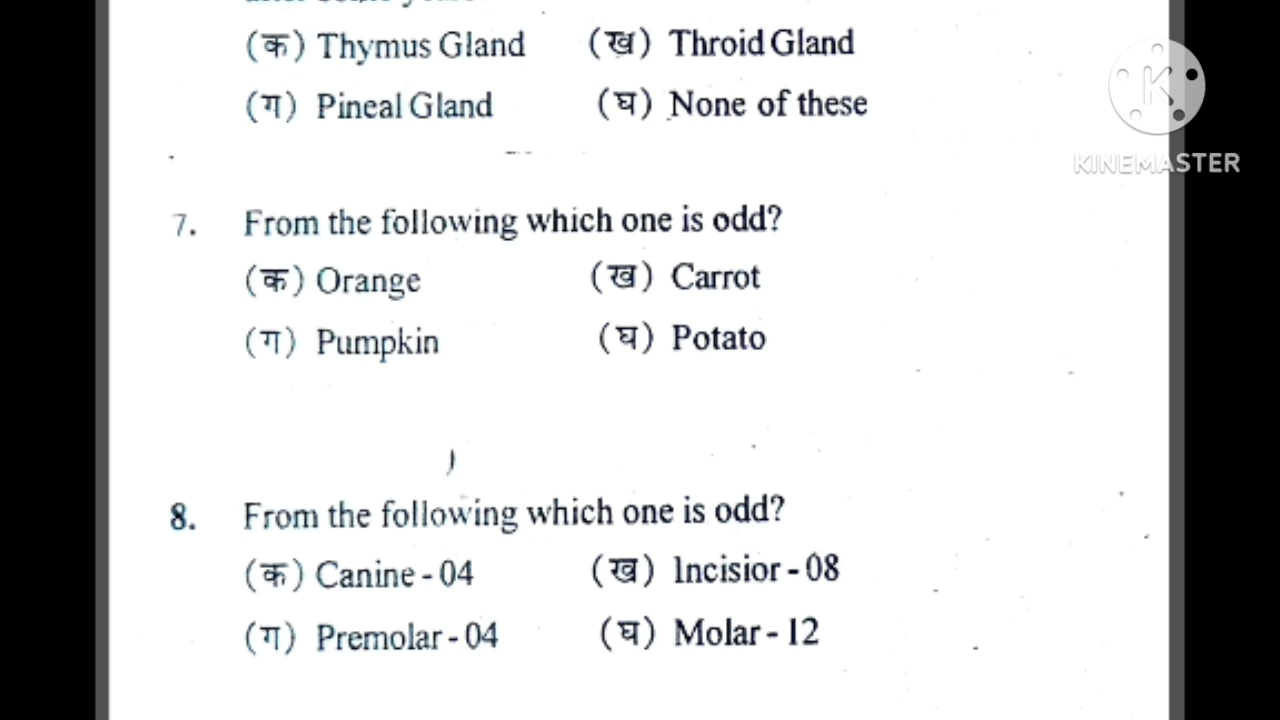 (क) Thymus Gland (ख) Throid Gland
(ग) Pineal Gland (घ) None of these
K
KINEMASTER
7. From the following which one is odd?
(क) Orange (ख) Carrot
(ग) Pumpkin (घ) Potato
8. From the following which one is odd?
(क) Canine - 04 (ख) Incisior - 08
(ग) Premolar - 04 (घ) Molar - 12